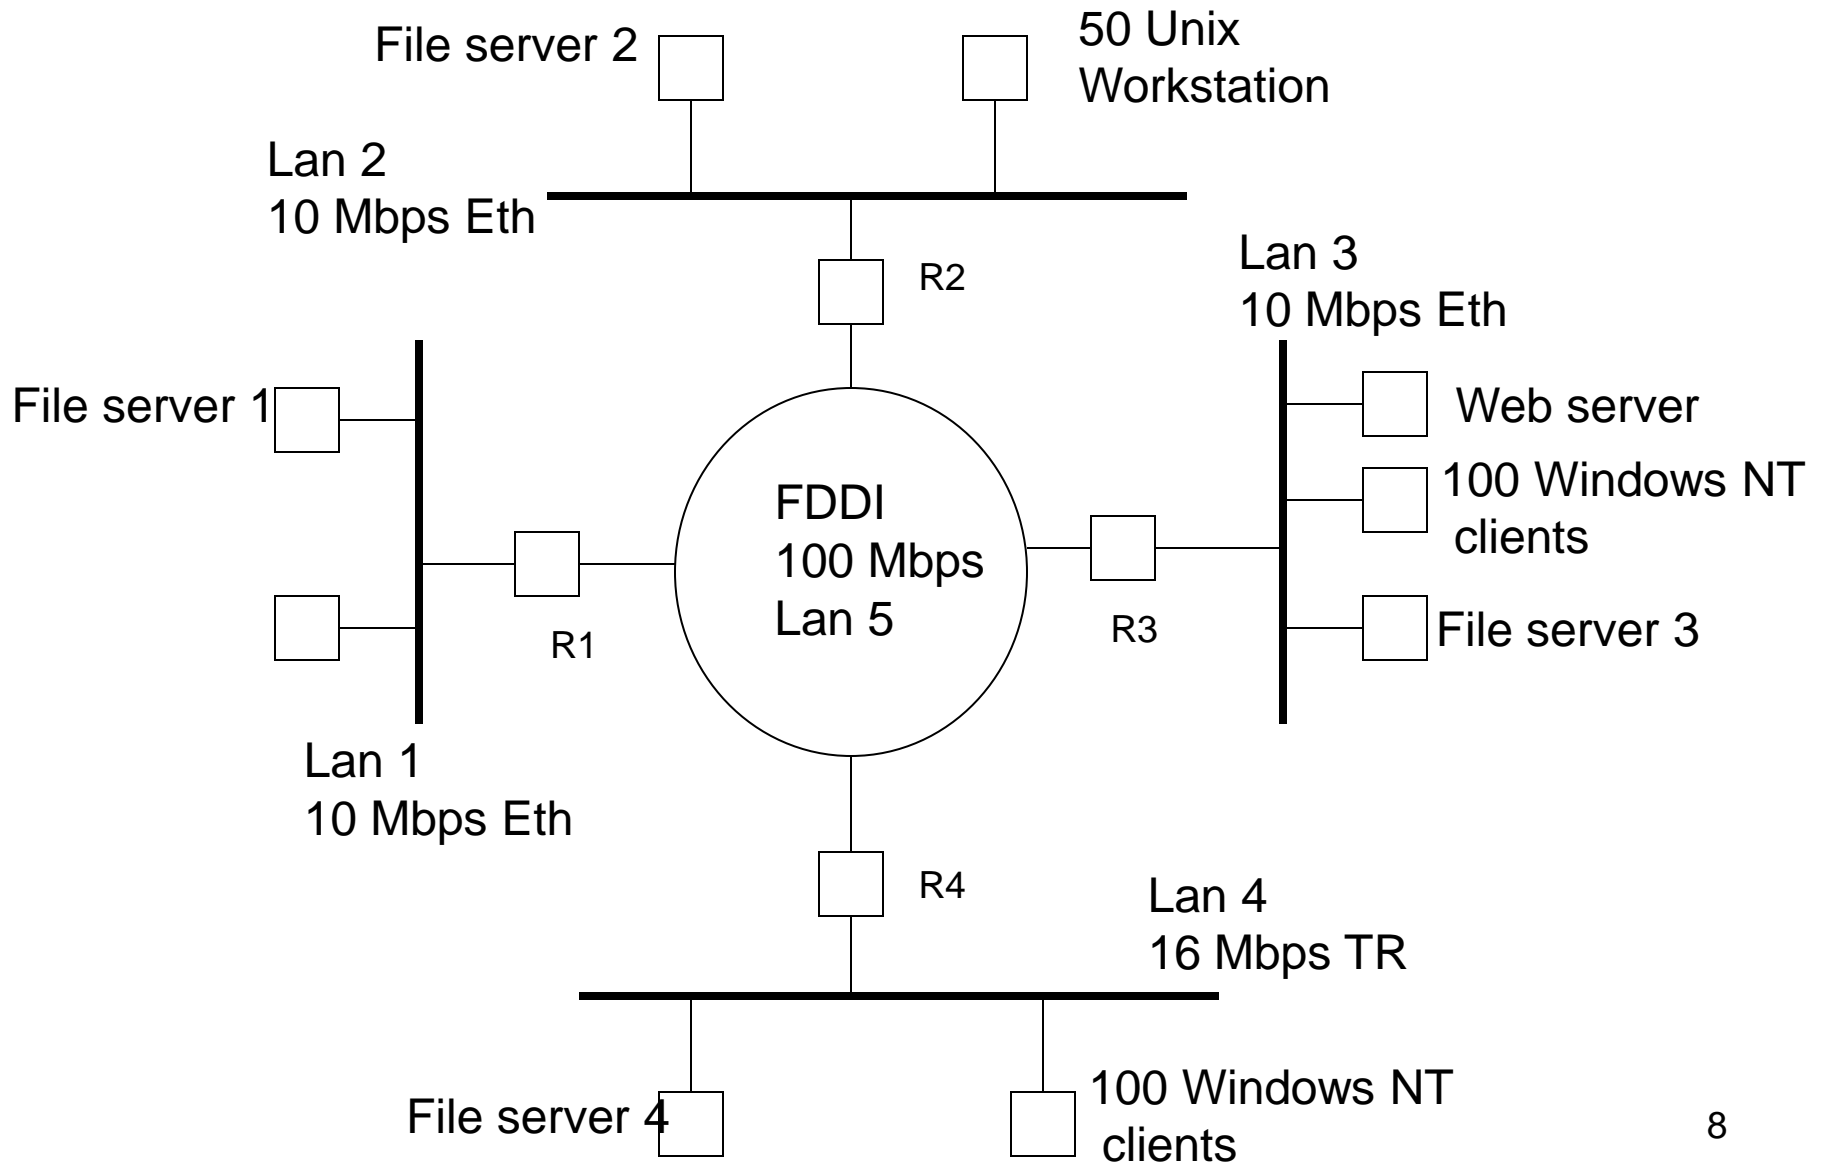 File server 2
50 Unix
Workstation
Lan 2
10 Mbps Eth
R2
Lan 3
10 Mbps Eth
File server 1
Web server
100 Windows NT
clients
FDDI
100 Mbps
Lan 5
R1
R3
File server 3
Lan 1
10 Mbps Eth
R4
Lan 4
16 Mbps TR
File server 4
100 Windows NT
clients
8